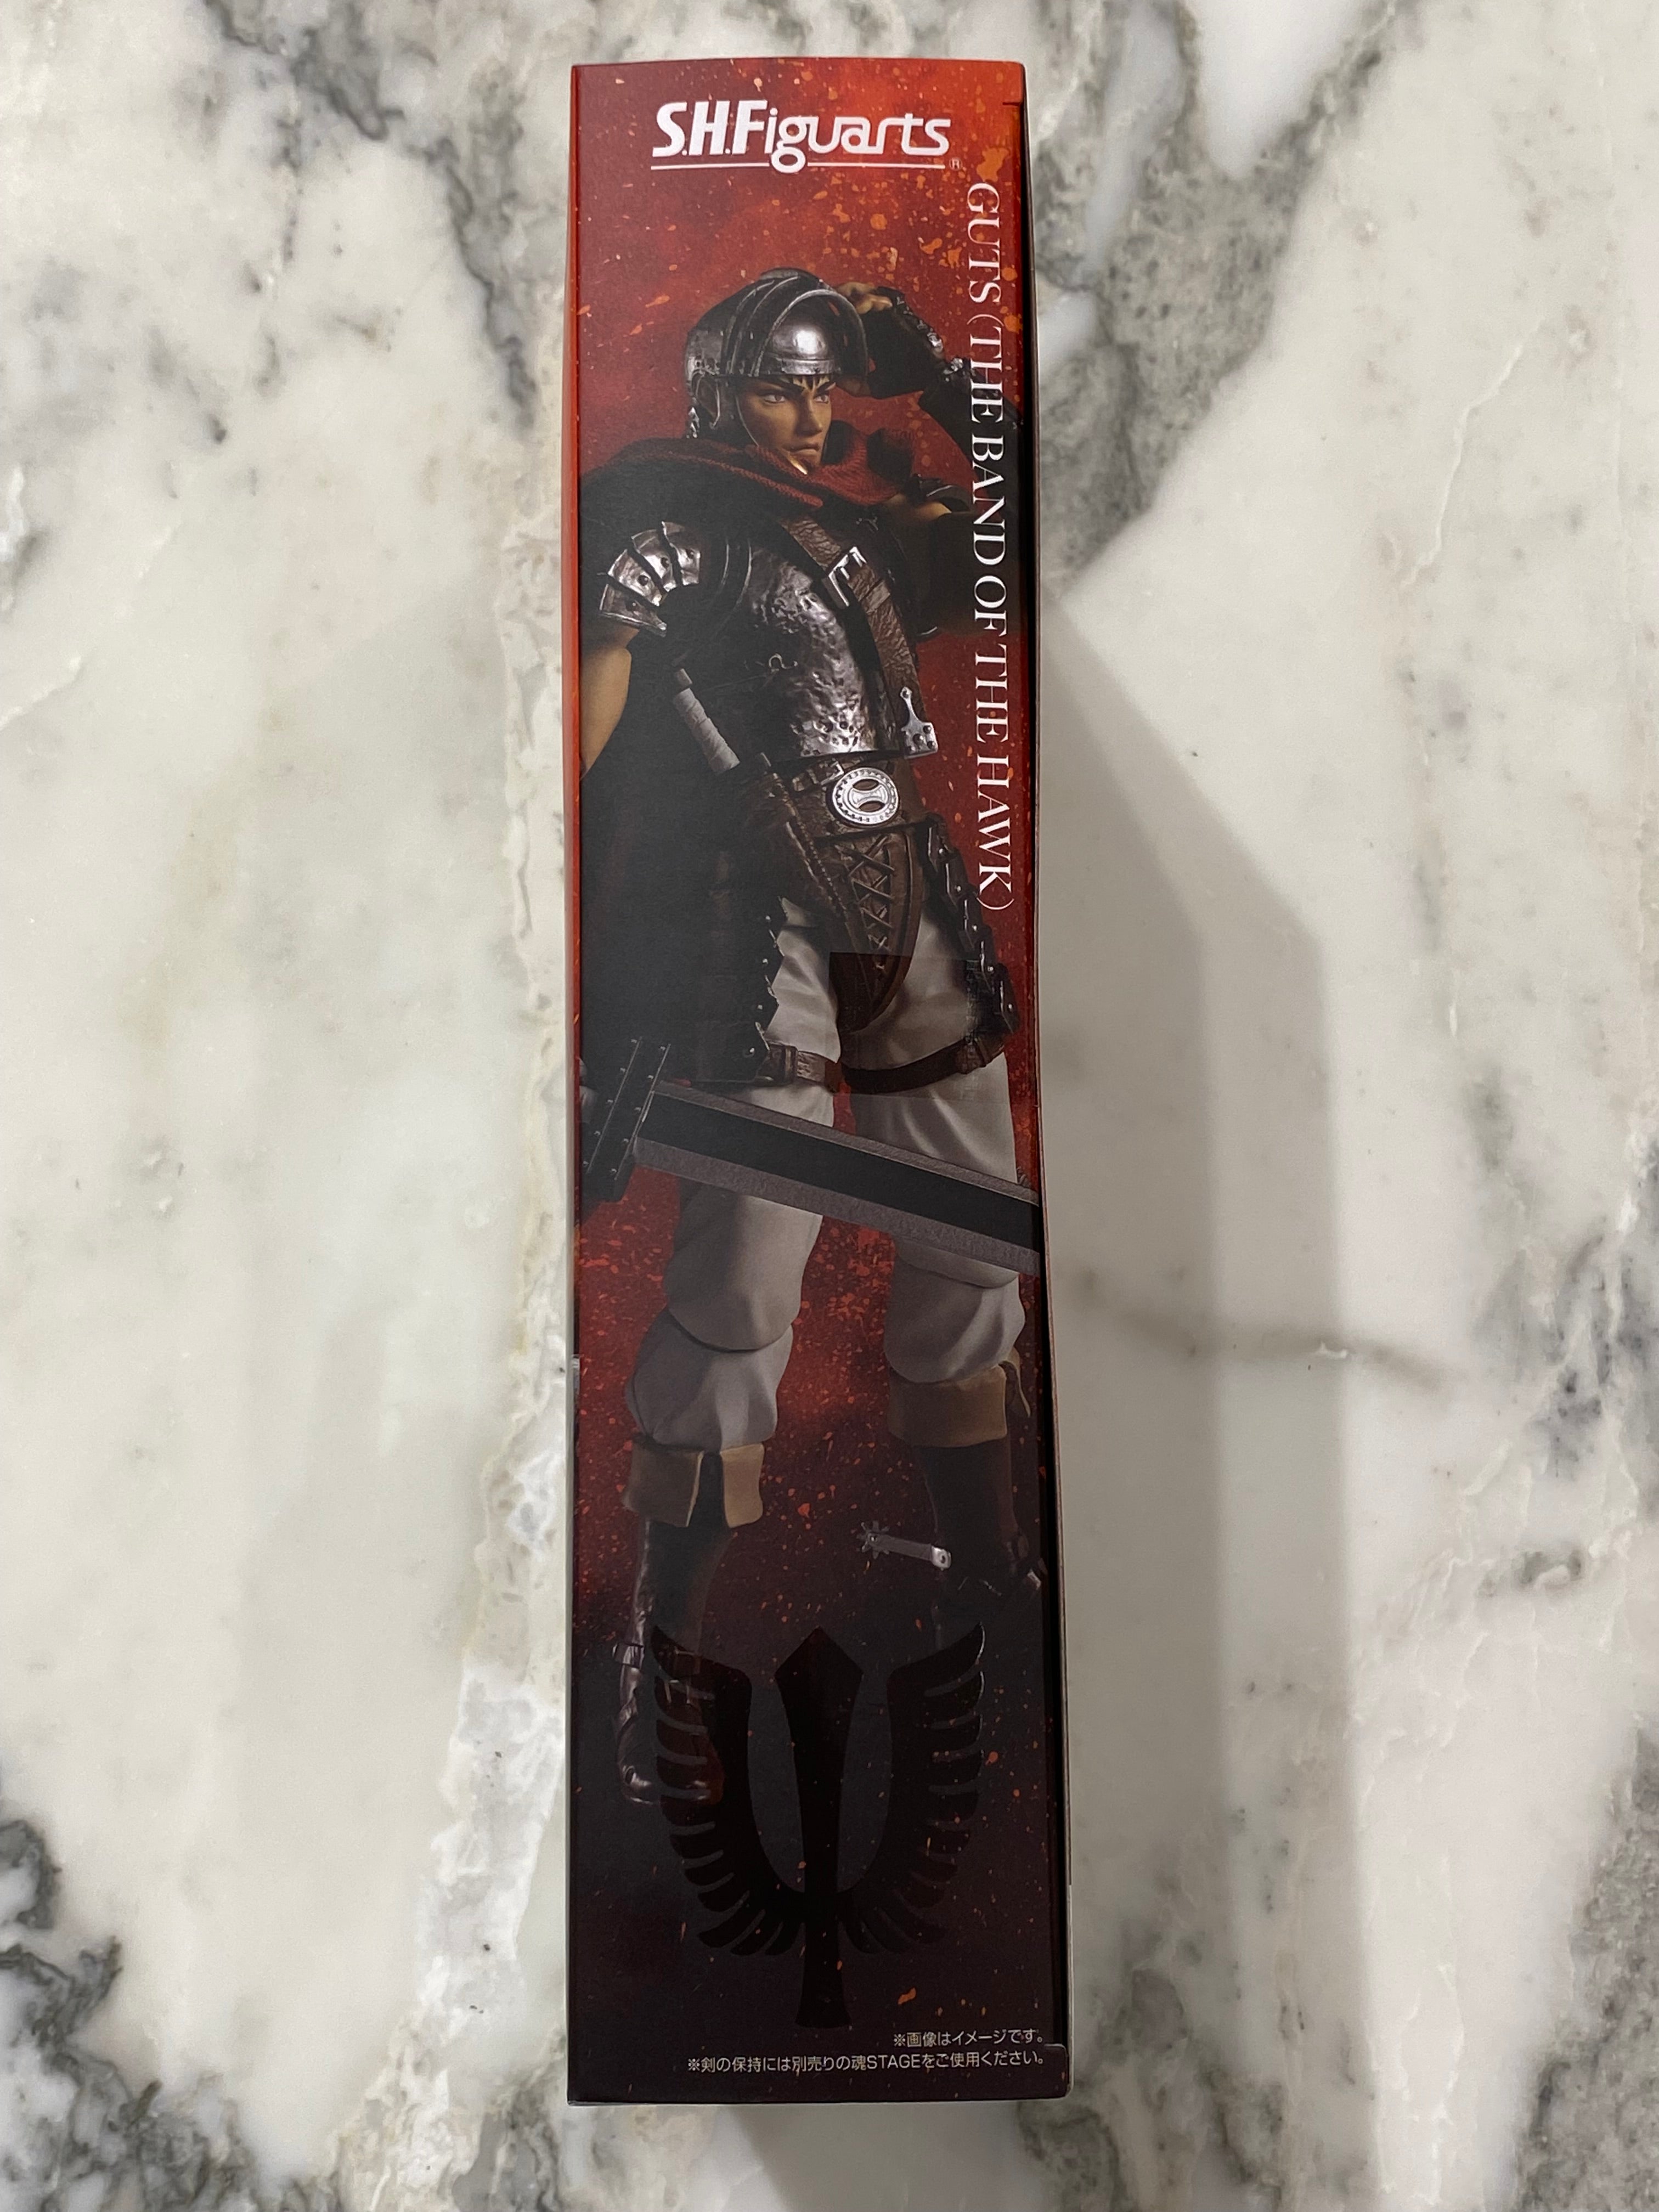 S.H.Figuarts®
GUTS (THE BAND OF THE HAWK)
※画像はイメージです。
※剣の保持には別売りの魂STAGEをご使用ください。